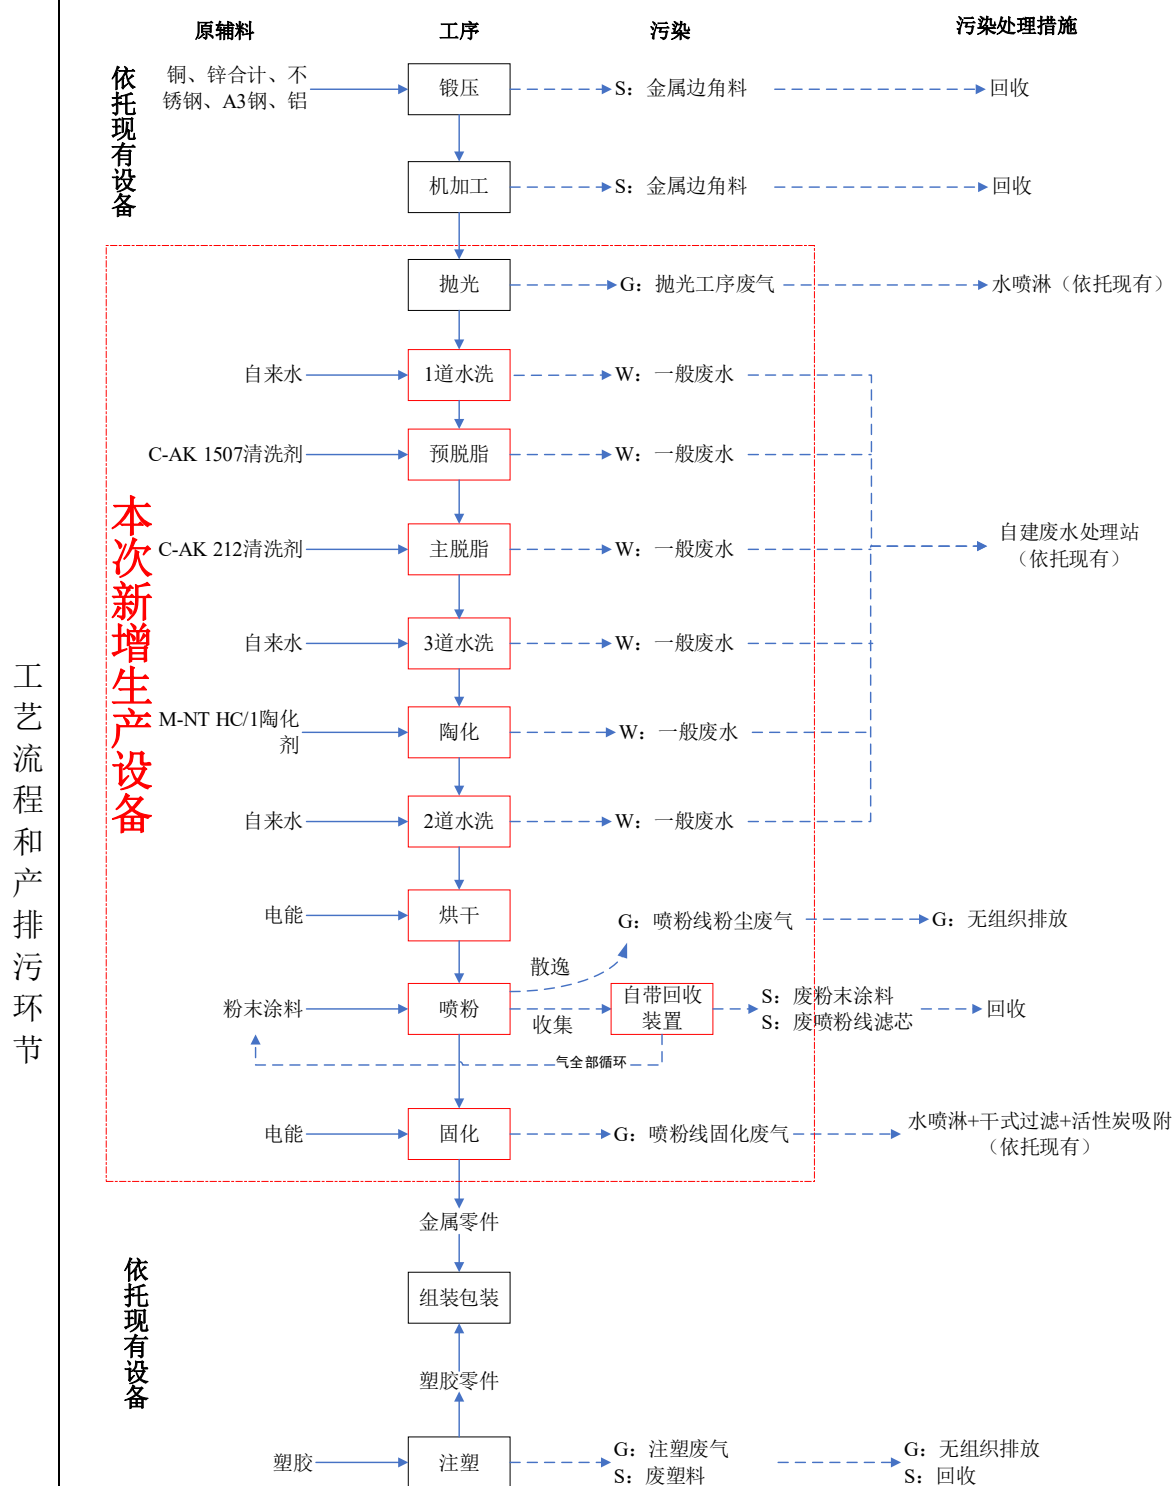 原辅料
工序
污染
污染处理措施
依托现有设备
铜、锌合计、不
锈钢、A3钢、铝
锻压
S：金属边角料
回收
机加工
S：金属边角料
回收
抛光
G：抛光工序废气
水喷淋（依托现有）
自来水
1道水洗
W：一般废水
C-AK 1507清洗剂
预脱脂
W：一般废水
本次新增生产设备
C-AK 212清洗剂
主脱脂
W：一般废水
自建废水处理站
（依托现有）
自来水
3道水洗
W：一般废水
工艺流程和产排污环节
M-NT HC/1陶化
剂
陶化
W：一般废水
自来水
2道水洗
W：一般废水
电能
烘干
G：喷粉线粉尘废气
G：无组织排放
散逸
粉末涂料
喷粉
收集
自带回收
装置
S：废粉末涂料
S：废喷粉线滤芯
回收
气全部循环
电能
固化
G：喷粉线固化废气
水喷淋+干式过滤+活性炭吸附
（依托现有）
金属零件
依托现有设备
组装包装
塑胶零件
塑胶
注塑
G：注塑废气
S：废塑料
G：无组织排放
S：回收